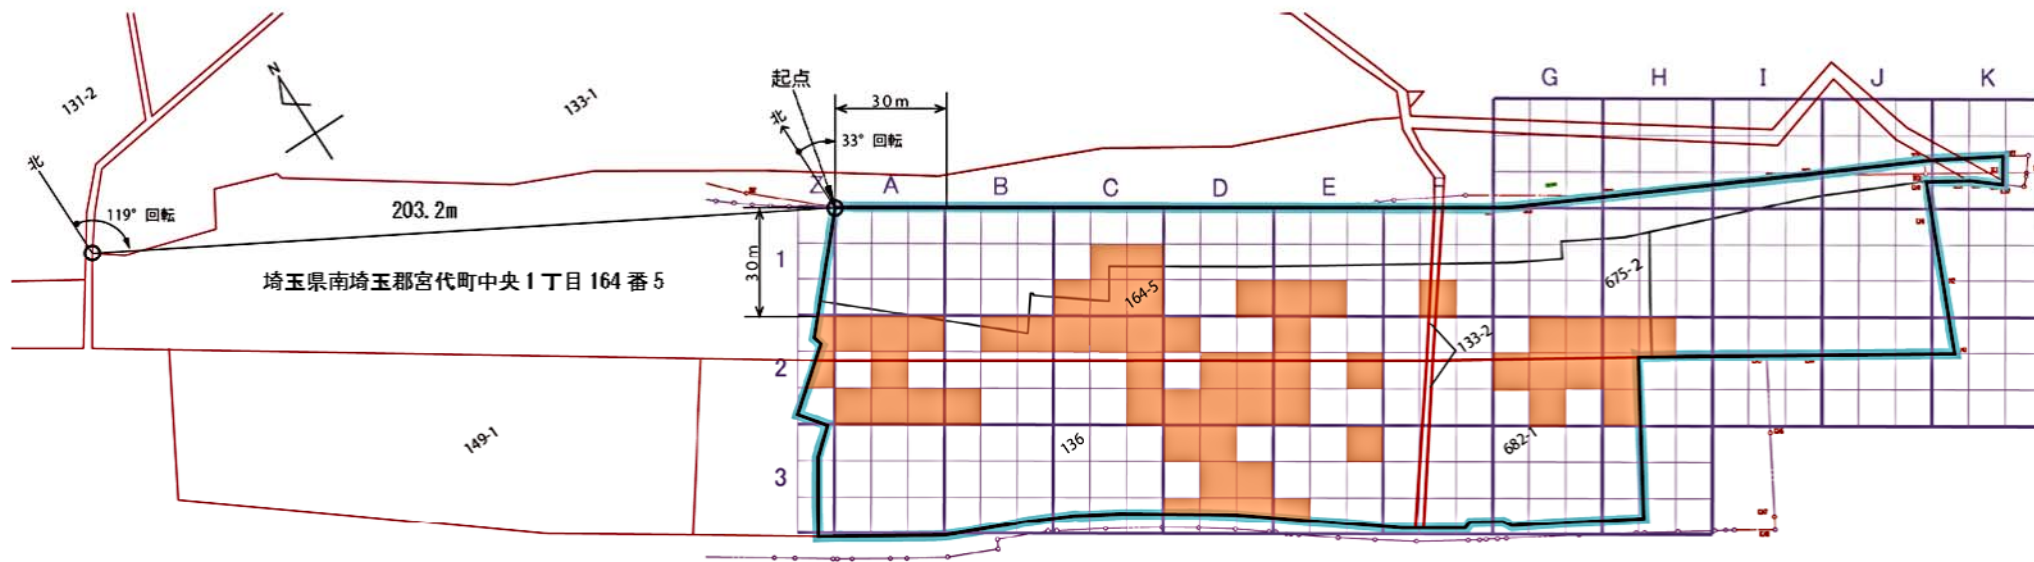 G H I J K
起点
N
30m
131-2
133-1
北
33° 回転
北
Z A B C D E F
119° 回転
203.2m
1
30m
675-2
埼玉県南埼玉郡宮代町中央1丁目164番5
164-5
133-2
2
149-1
136
682-1
3